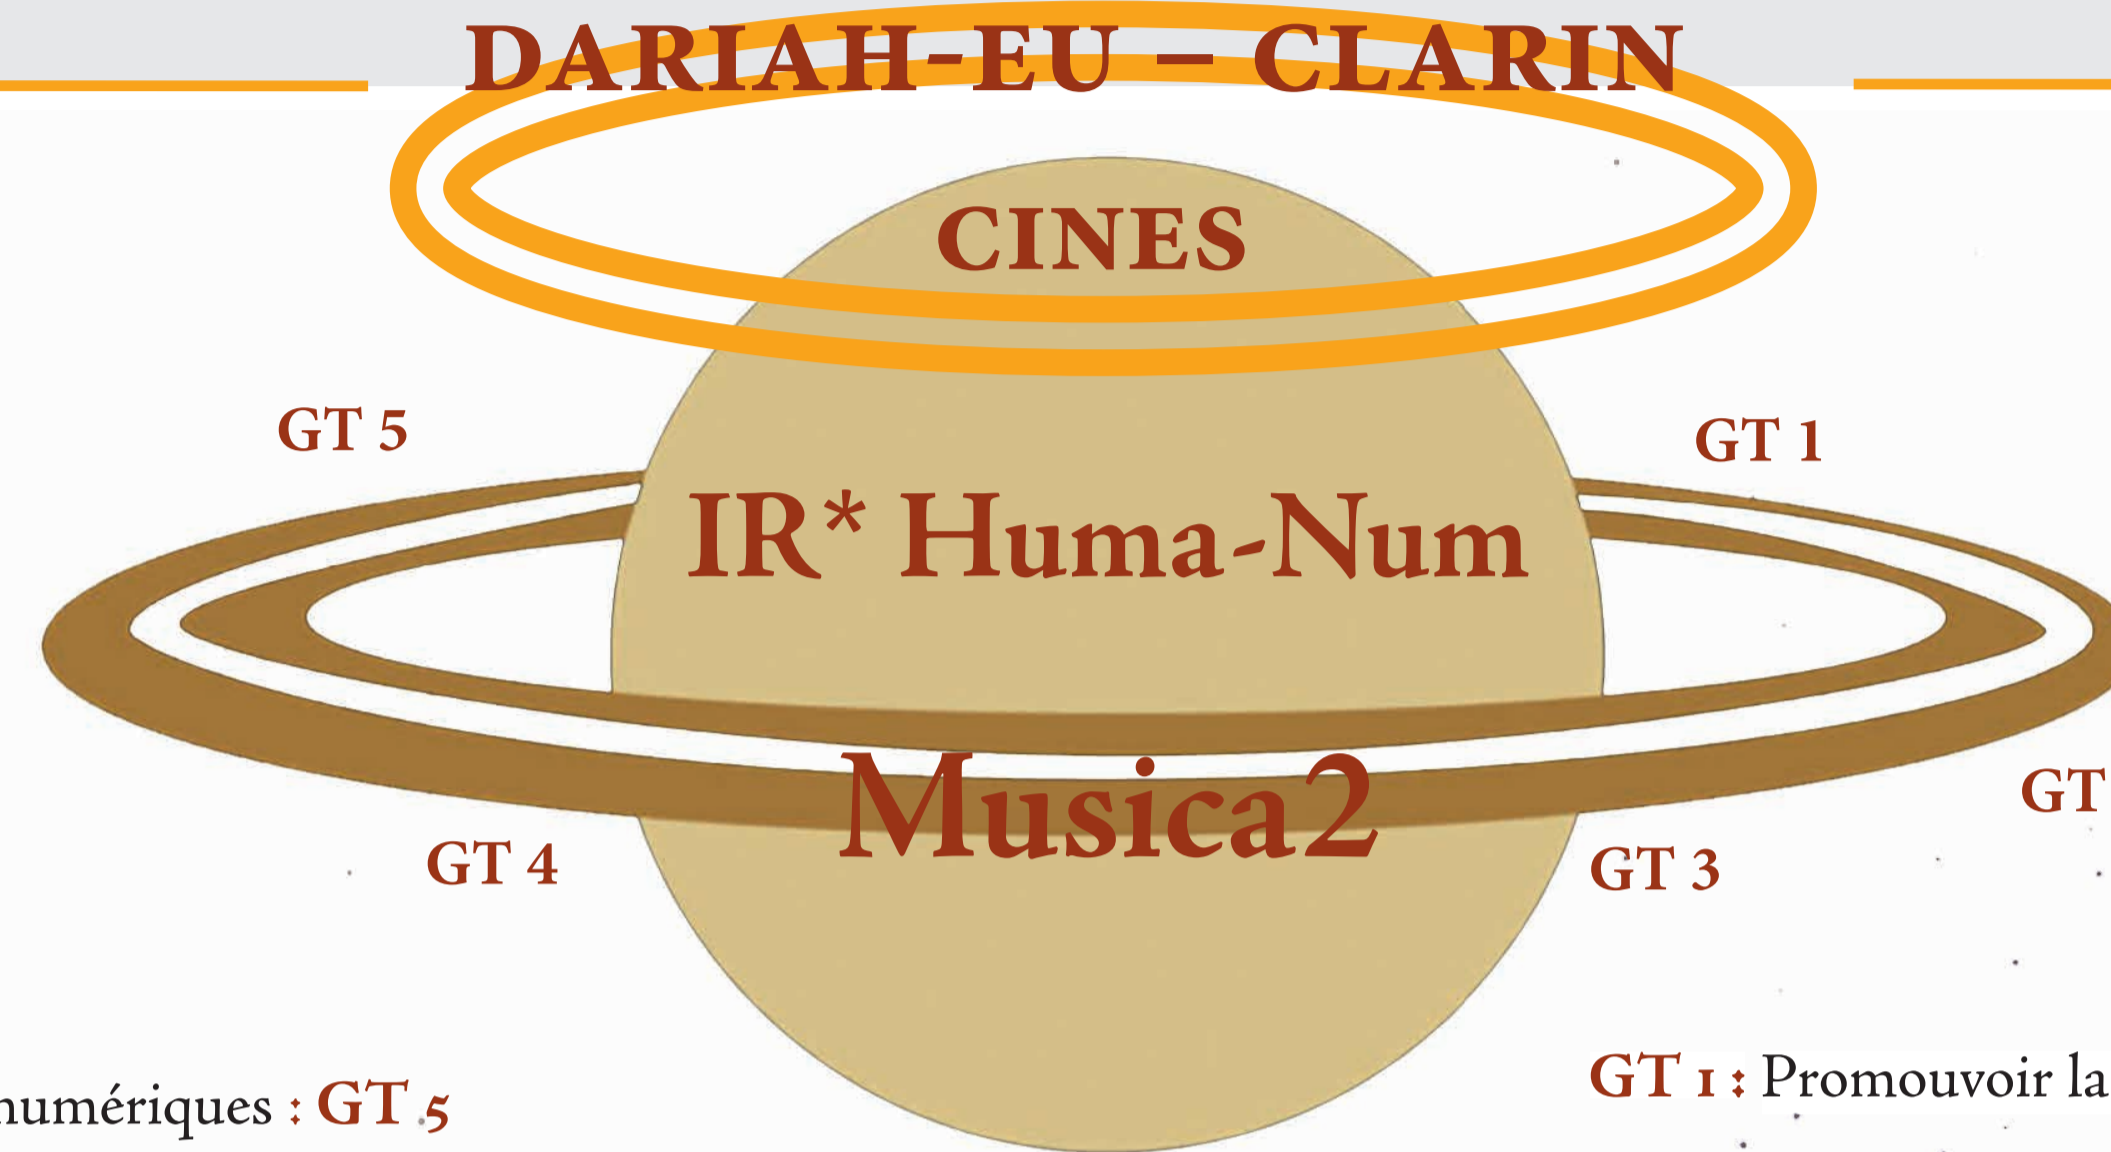 DARIAH-EU – CLARIN
CINES
GT 5
GT 1
IR* Huma-Num
Musica2
GT
GT 4
GT 3
numériques : GT 5
GT 1 : Promouvoir la